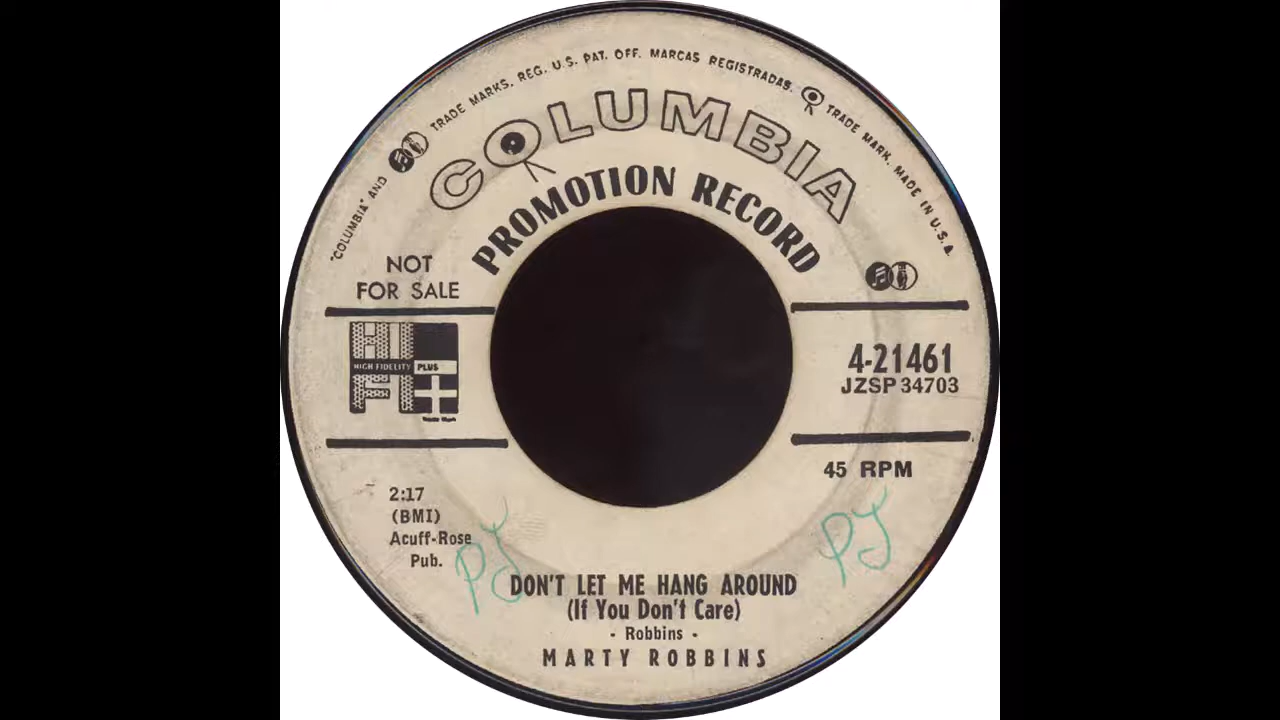 "COLUMBIA" AND TRADE MARKS, REG. U.S. PAT. OFF. MARCAS REGISTRADAS. TRADE MARK. MADE IN U.S.A.
COLUMBIA
PROMOTION RECORD
NOT
FOR SALE
HI
HIGH FIDELITY PLUS
FI
4-21461
JZSP 34703
45 RPM
2:17
(BMI)
Acuff-Rose
Pub.
PJ
PJ
DON'T LET ME HANG AROUND
(If You Don't Care)
- Robbins -
MARTY ROBBINS